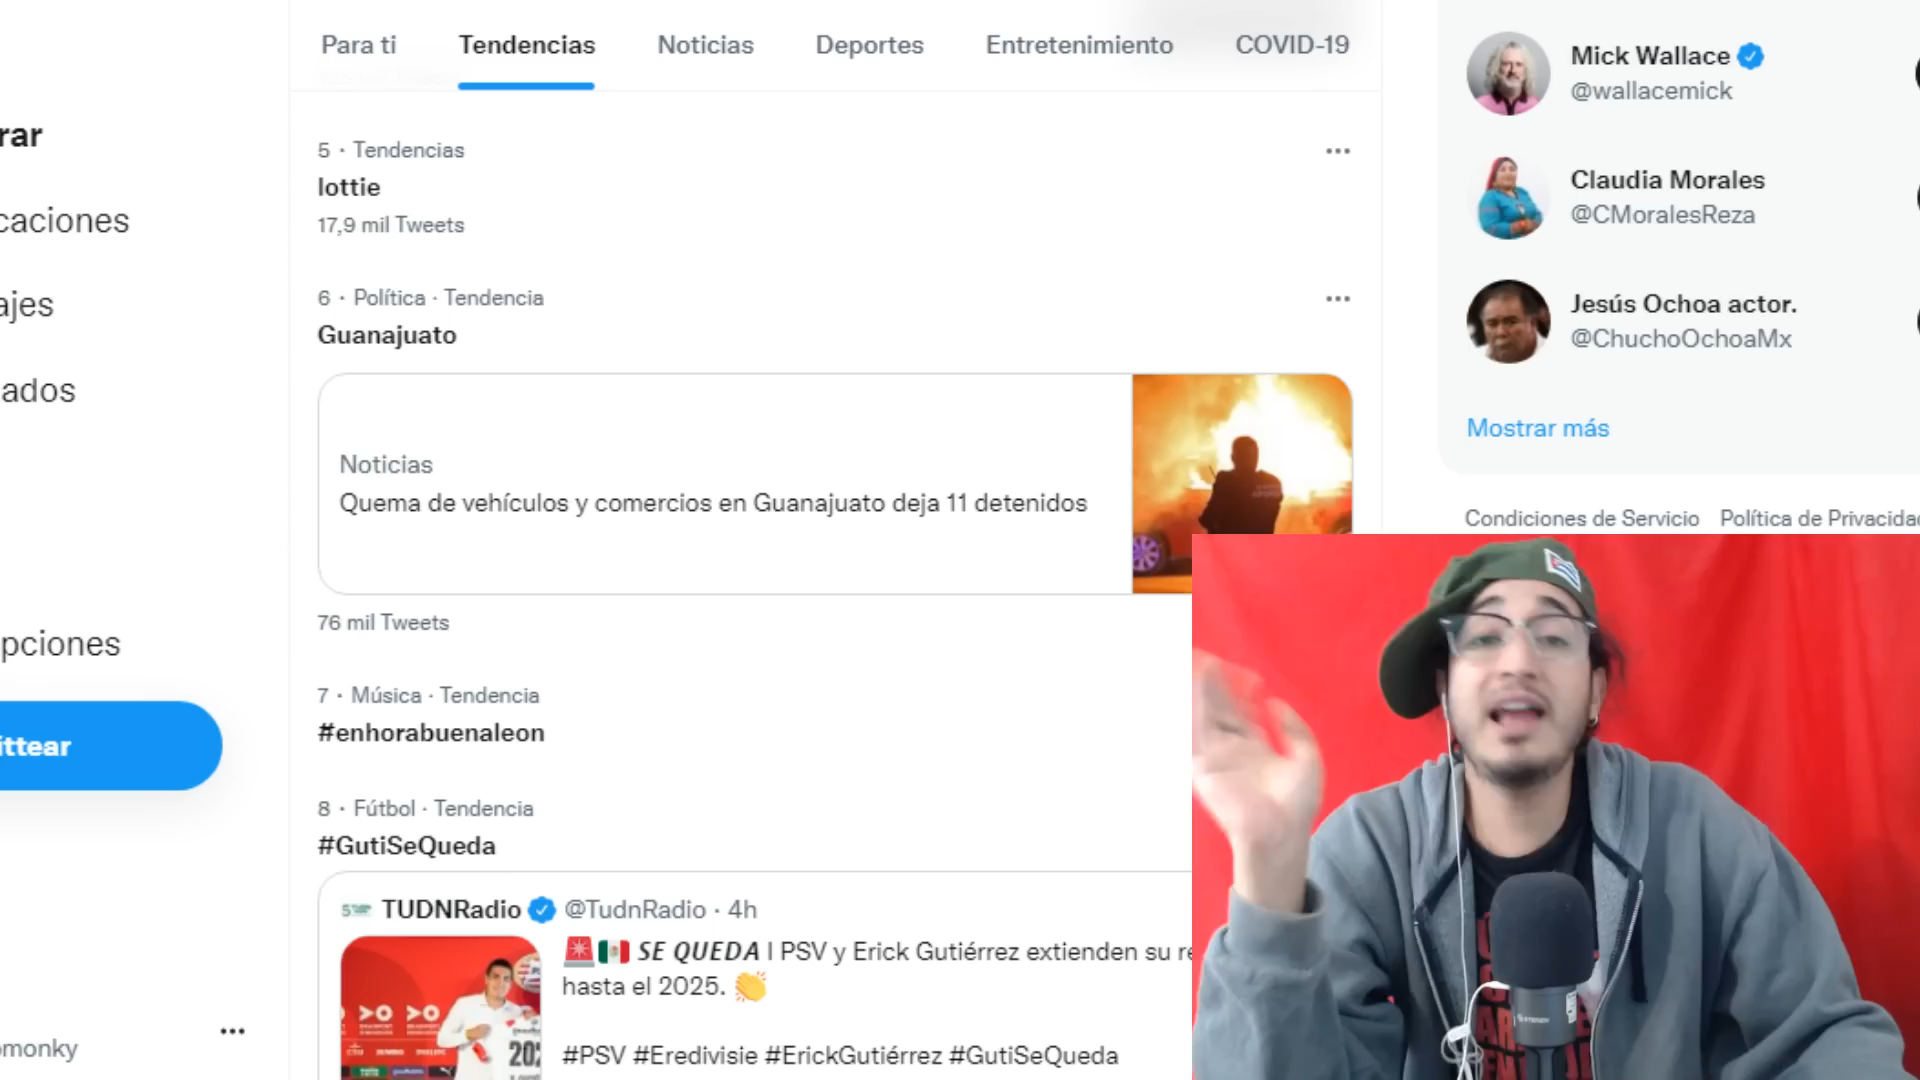 Para ti Tendencias Noticias Deportes Entretenimiento COVID-19
rar
caciones
ajes
ados
pciones
ittear
omonky
5 · Tendencias
lottie
17,9 mil Tweets
6 · Política · Tendencia
Guanajuato
Noticias
Quema de vehículos y comercios en Guanajuato deja 11 detenidos
76 mil Tweets
7 · Música · Tendencia
#enhorabuenaleon
8 · Fútbol · Tendencia
#GutiSeQueda
TUDNRadio @TudnRadio · 4h
🚨🇲🇽 SE QUEDA | PSV y Erick Gutiérrez extienden su re
hasta el 2025. 👏
#PSV #Eredivisie #ErickGutiérrez #GutiSeQueda
202
Mick Wallace
@wallacemick
Claudia Morales
@CMoralesReza
Jesús Ochoa actor.
@ChuchoOchoaMx
Mostrar más
Condiciones de Servicio Política de Privacidad